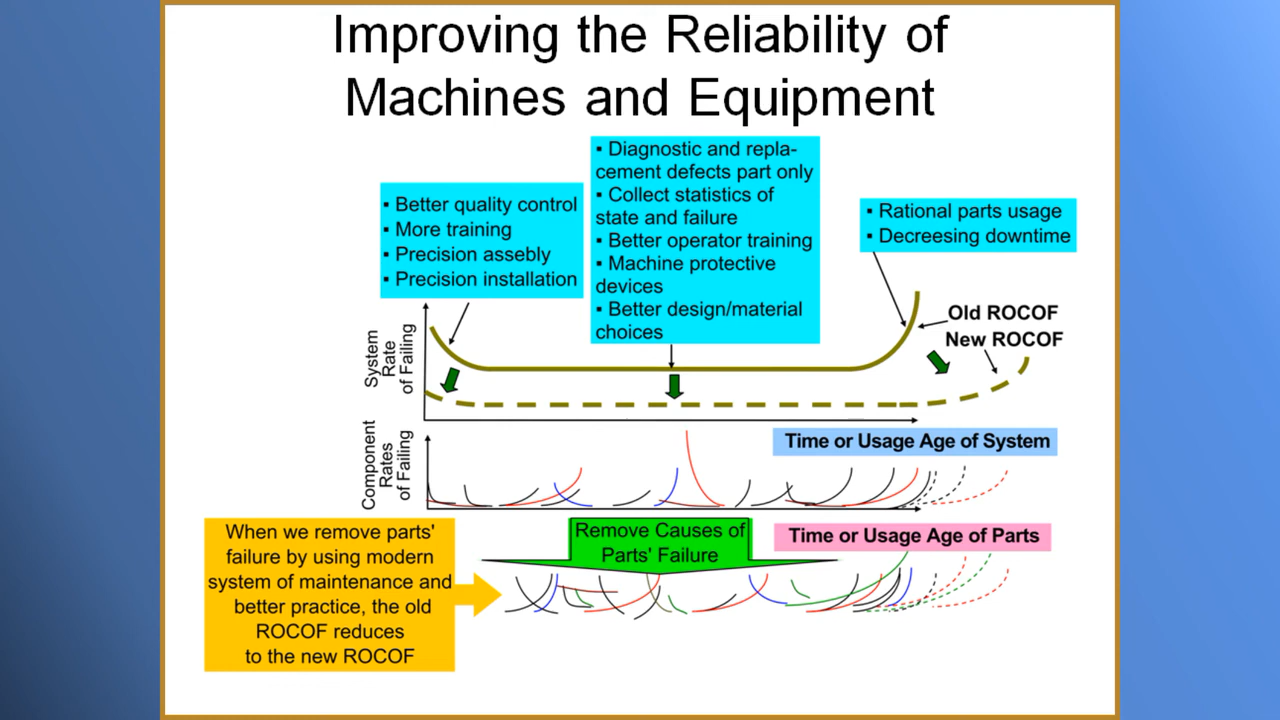 Improving the Reliability of
Machines and Equipment
▪ Better quality control
▪ More training
▪ Precision assebly
▪ Precision installation
▪ Diagnostic and repla-
cement defects part only
▪ Collect statistics of
state and failure
▪ Better operator training
▪ Machine protective
devices
▪ Better design/material
choices
▪ Rational parts usage
▪ Decreesing downtime
Old ROCOF
New ROCOF
System
Rate
of Failing
Time or Usage Age of System
Component
Rates
of Failing
Time or Usage Age of Parts
Remove Causes of
Parts' Failure
When we remove parts'
failure by using modern
system of maintenance and
better practice, the old
ROCOF reduces
to the new ROCOF